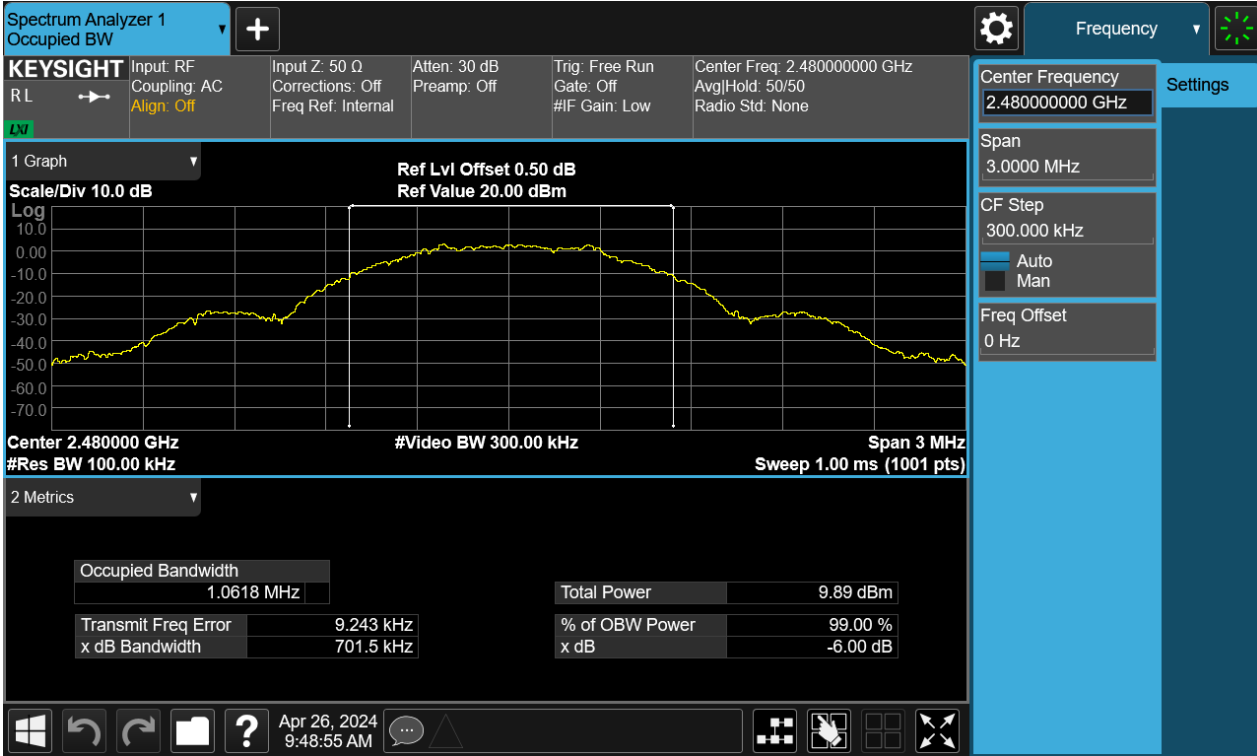 Spectrum Analyzer 1
Occupied BW
Frequency
KEYSIGHT
R L
LXI
Input: RF
Coupling: AC
Align: Off
Input Z: 50 Ω
Corrections: Off
Freq Ref: Internal
Atten: 30 dB
Preamp: Off
Trig: Free Run
Gate: Off
#IF Gain: Low
Center Freq: 2.480000000 GHz
Avg|Hold: 50/50
Radio Std: None
1 Graph
Scale/Div 10.0 dB
Ref Lvl Offset 0.50 dB
Ref Value 20.00 dBm
Log
10.0
0.00
-10.0
-20.0
-30.0
-40.0
-50.0
-60.0
-70.0
Center 2.480000 GHz
#Res BW 100.00 kHz
#Video BW 300.00 kHz
Span 3 MHz
Sweep 1.00 ms (1001 pts)
2 Metrics
Occupied Bandwidth
1.0618 MHz
Transmit Freq Error 9.243 kHz
x dB Bandwidth 701.5 kHz
Total Power 9.89 dBm
% of OBW Power 99.00 %
x dB -6.00 dB
Center Frequency
2.480000000 GHz
Span
3.0000 MHz
CF Step
300.000 kHz
Auto
Man
Freq Offset
0 Hz
Settings
?
Apr 26, 2024
9:48:55 AM